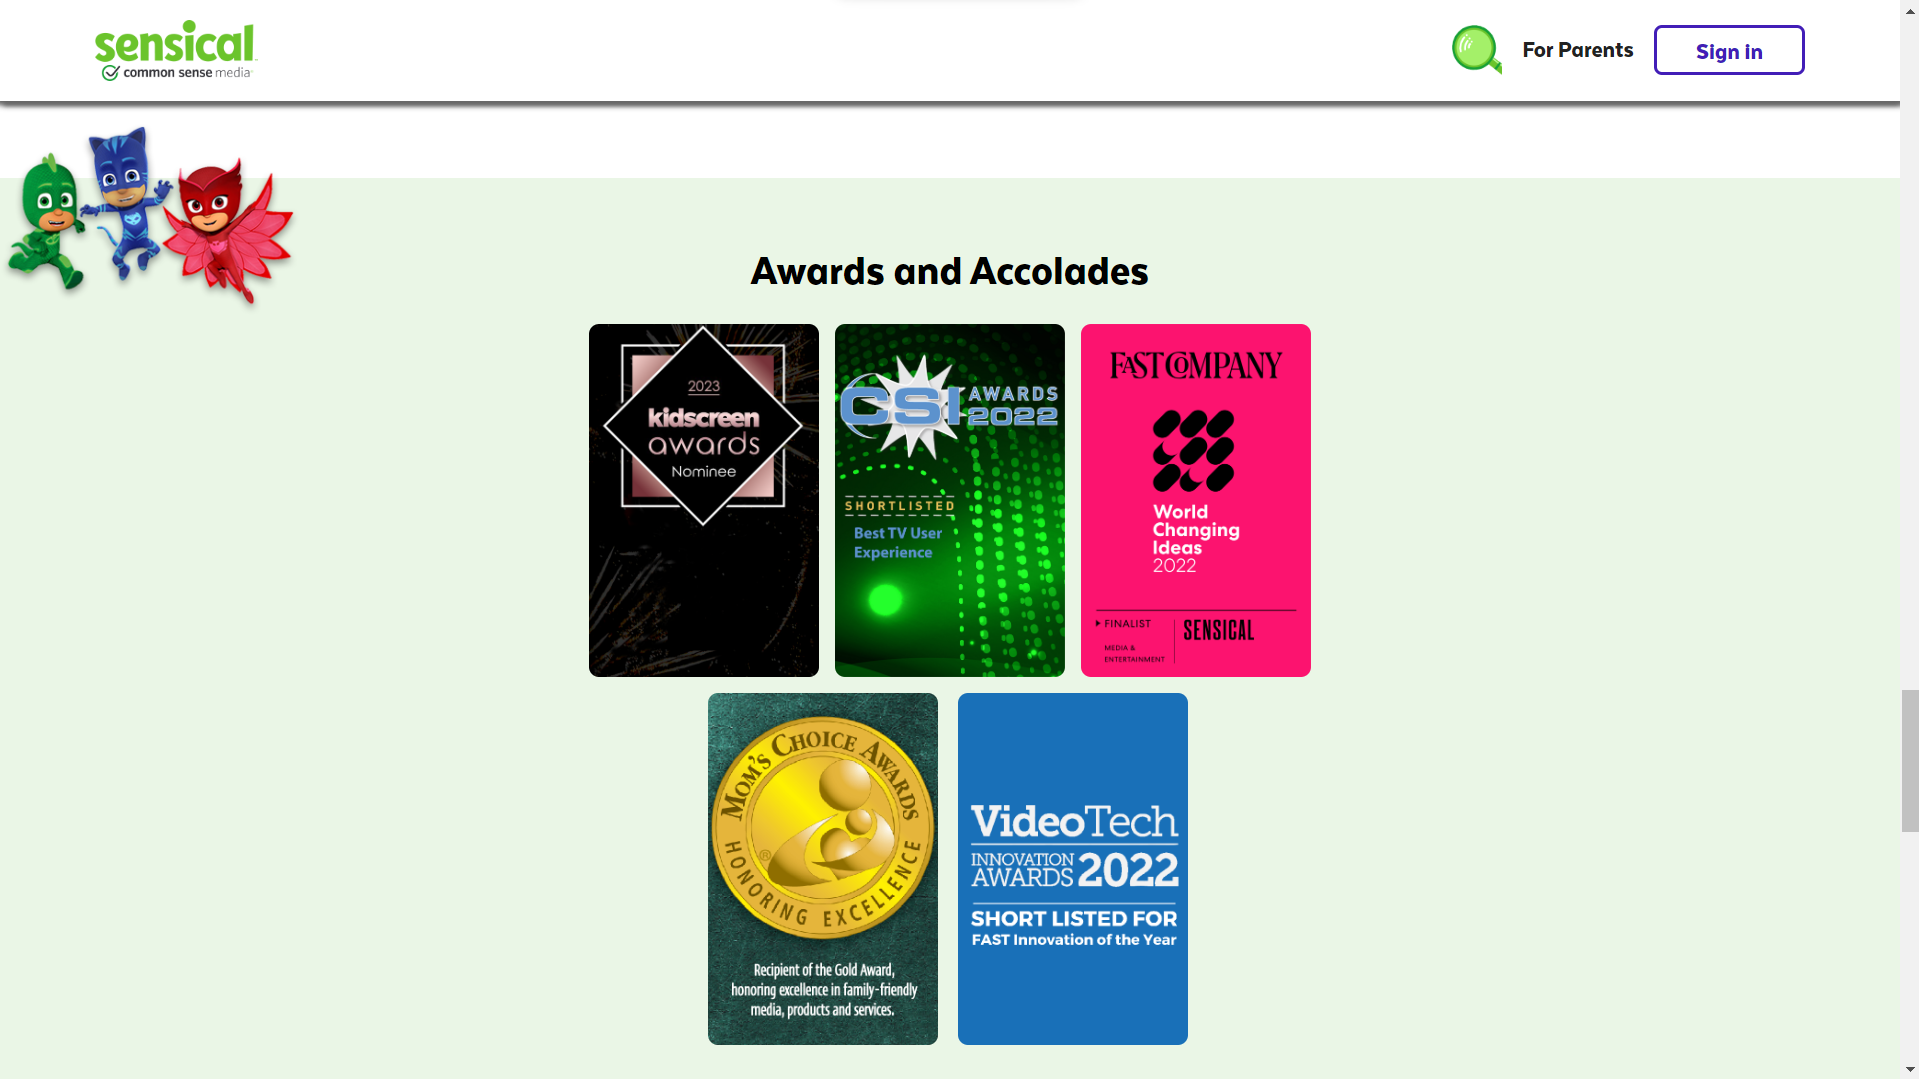 sensical
common sense media
For Parents
Sign in
Awards and Accolades
2023
kidscreen
awards
Nominee
CSI AWARDS
2022
SHORTLISTED
Best TV User
Experience
FAST COMPANY
World
Changing
Ideas
2022
FINALIST
MEDIA &
ENTERTAINMENT
SENSICAL
MOM'S CHOICE AWARDS
HONORING EXCELLENCE
®
Recipient of the Gold Award,
honoring excellence in family-friendly
media, products and services.
VideoTech
INNOVATION
AWARDS 2022
SHORT LISTED FOR
FAST Innovation of the Year